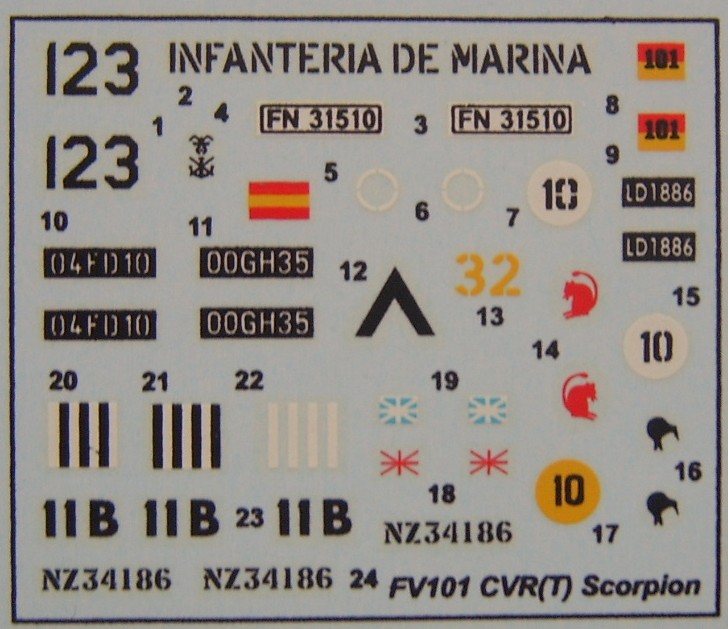 123 INFANTERIA DE MARINA 101
2
1 4 FN 31510 3 FN 31510 8
123 101
5 9
6 7 10 LD1886
10 11
04FD10 00GH35 LD1886
12 32
13 15
04FD10 00GH35
14 10
20 21 22 19
16
18 10
11B 11B 23 11B NZ34186 17
NZ34186 NZ34186 24 FV101 CVR(T) Scorpion